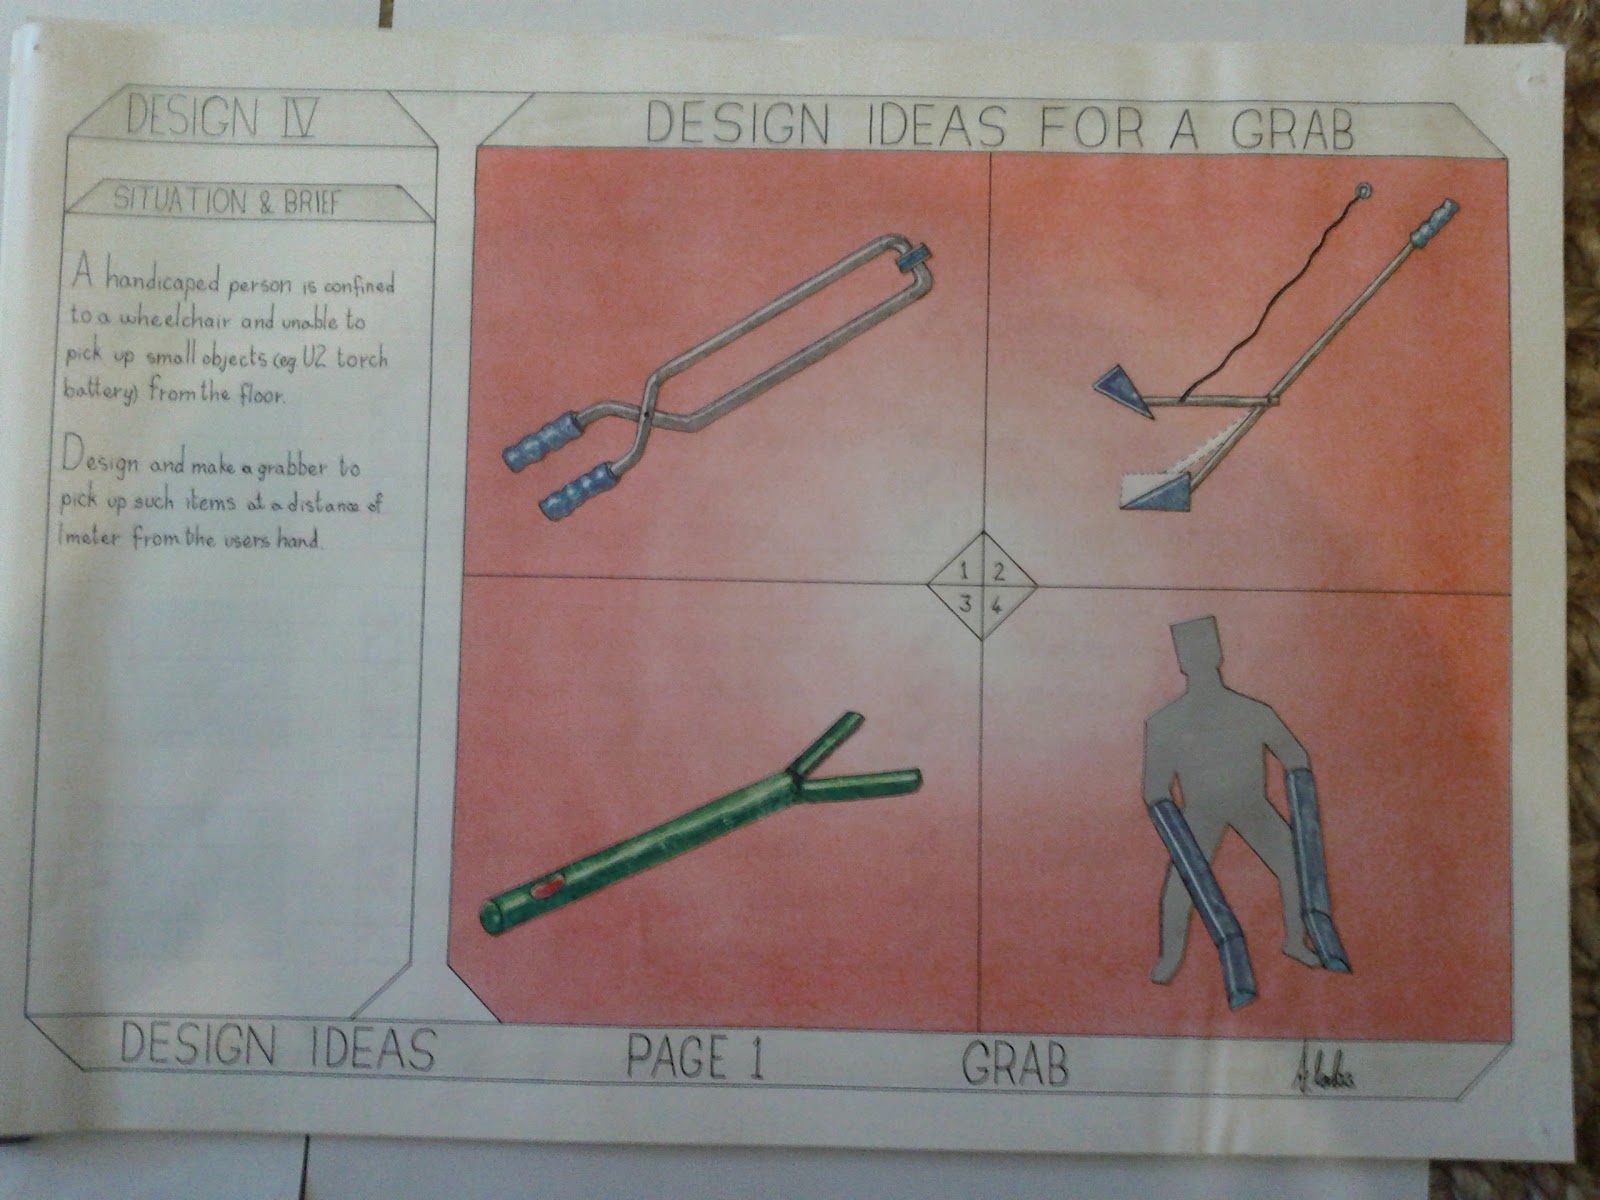 DESIGN IV
DESIGN IDEAS FOR A GRAB
SITUATION & BRIEF
A handicaped person is confined
to a wheelchair and unable to
pick up small objects (eg. U2 torch
battery) from the floor.
Design and make a grabber to
pick up such items at a distance of
1 meter from the users hand.
1 2
3 4
DESIGN IDEAS PAGE 1 GRAB